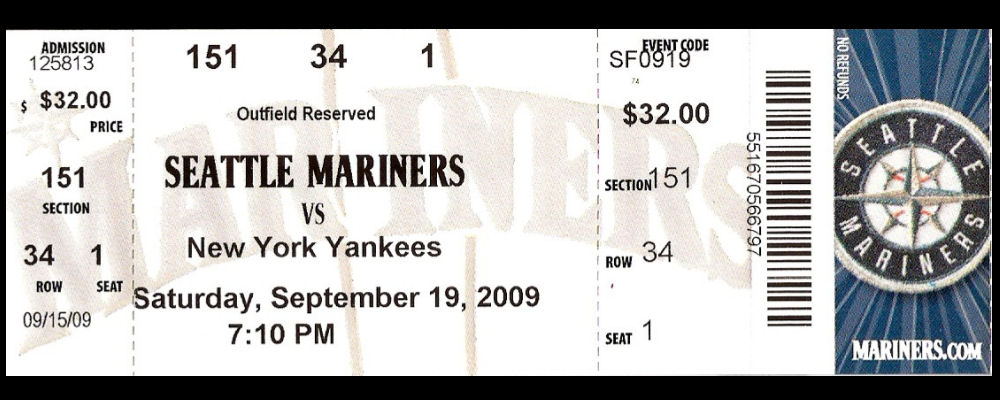 ADMISSION
125813
$ $32.00
PRICE
151
SECTION
34 1
ROW SEAT
09/15/09
151 34 1
Outfield Reserved
MARINERS
SEATTLE MARINERS
VS
New York Yankees
Saturday, September 19, 2009
7:10 PM
EVENT CODE
SF0919
74
$32.00
SECTION 151
ROW 34
SEAT 1
551670566797
NO REFUNDS
SEATTLE
MARINERS
MARINERS.COM